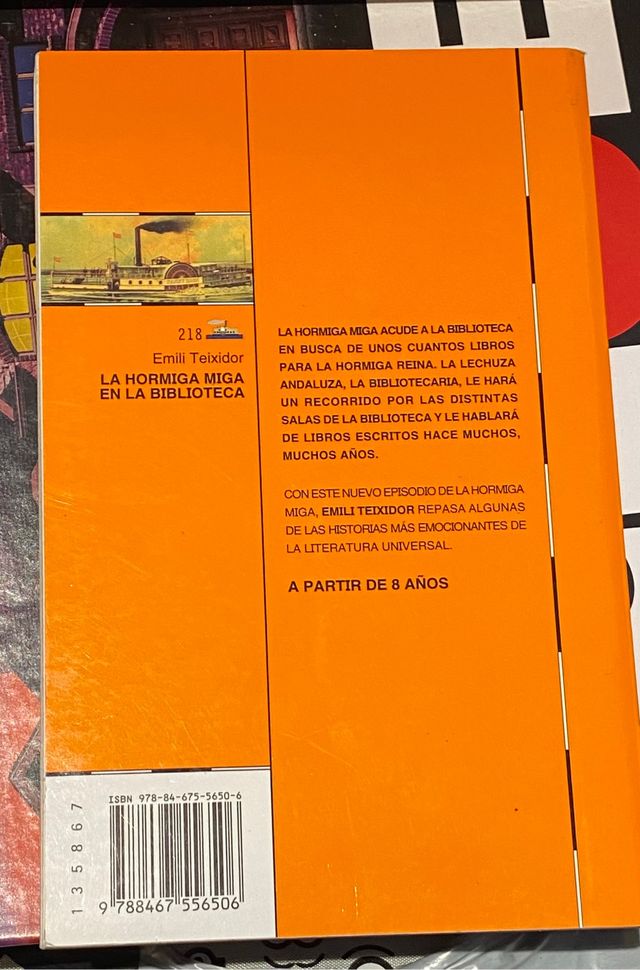 218
Emili Teixidor
LA HORMIGA MIGA
EN LA BIBLIOTECA
LA HORMIGA MIGA ACUDE A LA BIBLIOTECA
EN BUSCA DE UNOS CUANTOS LIBROS
PARA LA HORMIGA REINA. LA LECHUZA
ANDALUZA, LA BIBLIOTECARIA, LE HARÁ
UN RECORRIDO POR LAS DISTINTAS
SALAS DE LA BIBLIOTECA Y LE HABLARÁ
DE LIBROS ESCRITOS HACE MUCHOS,
MUCHOS AÑOS.
CON ESTE NUEVO EPISODIO DE LA HORMIGA
MIGA, EMILI TEIXIDOR REPASA ALGUNAS
DE LAS HISTORIAS MÁS EMOCIONANTES DE
LA LITERATURA UNIVERSAL.
A PARTIR DE 8 AÑOS
ISBN 978-84-675-5650-6
9 788467 556506
135867